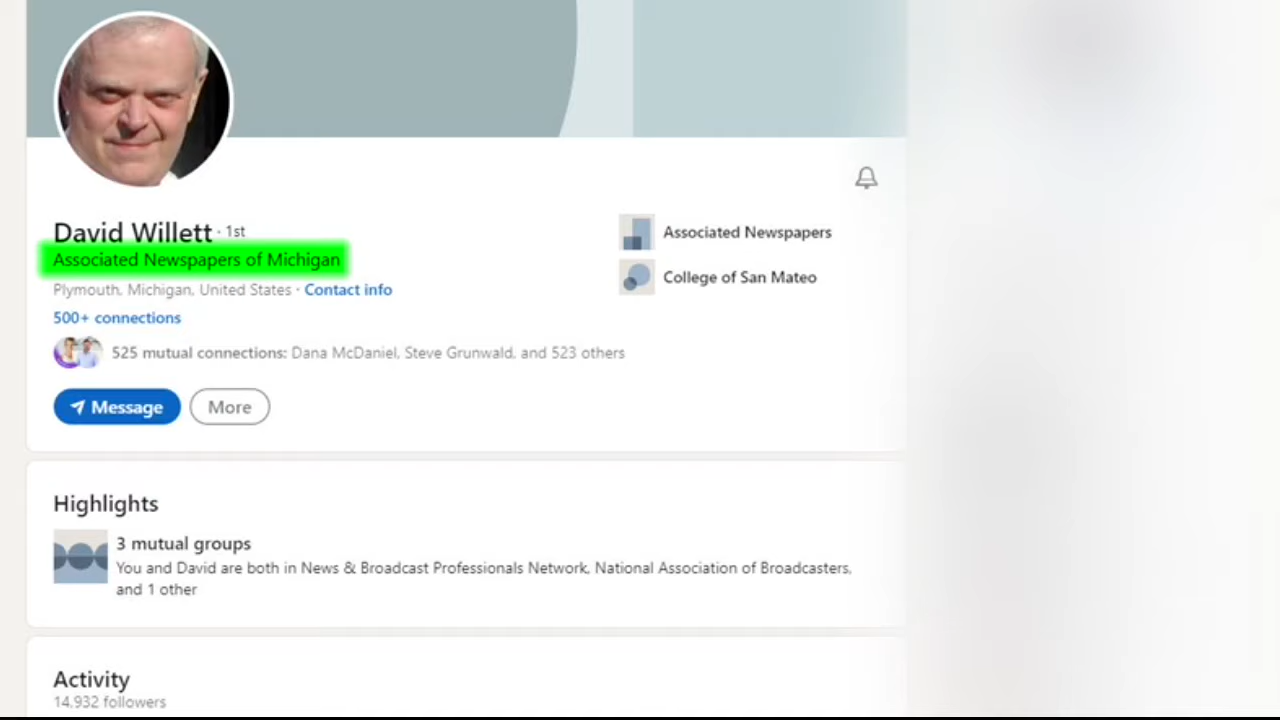 David Willett · 1st
Associated Newspapers of Michigan
Plymouth, Michigan, United States · Contact info
500+ connections
525 mutual connections: Dana McDaniel, Steve Grunwald, and 523 others
Message
More
Associated Newspapers
College of San Mateo
Highlights
3 mutual groups
You and David are both in News & Broadcast Professionals Network, National Association of Broadcasters,
and 1 other
Activity
14,932 followers